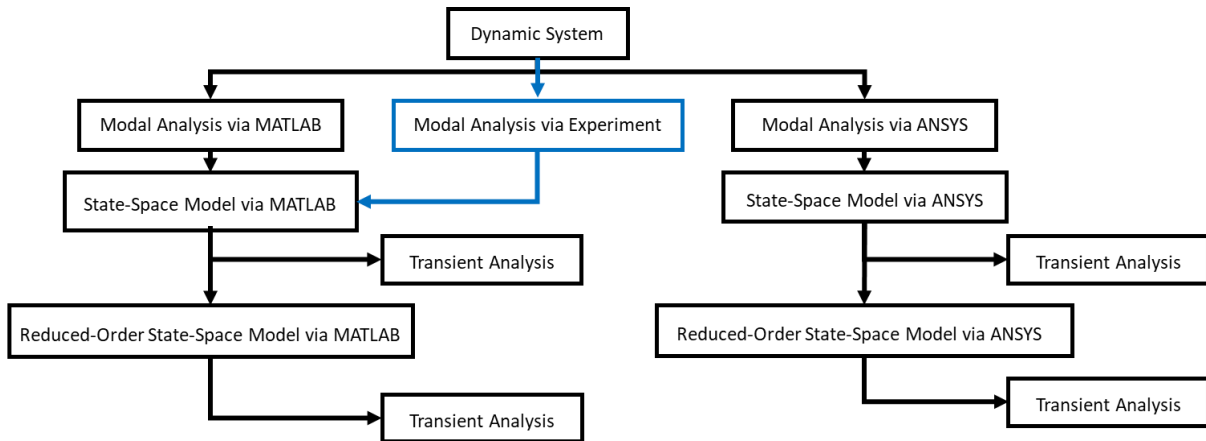 Dynamic System
Modal Analysis via MATLAB
Modal Analysis via Experiment
Modal Analysis via ANSYS
State-Space Model via MATLAB
State-Space Model via ANSYS
Transient Analysis
Transient Analysis
Reduced-Order State-Space Model via MATLAB
Reduced-Order State-Space Model via ANSYS
Transient Analysis
Transient Analysis